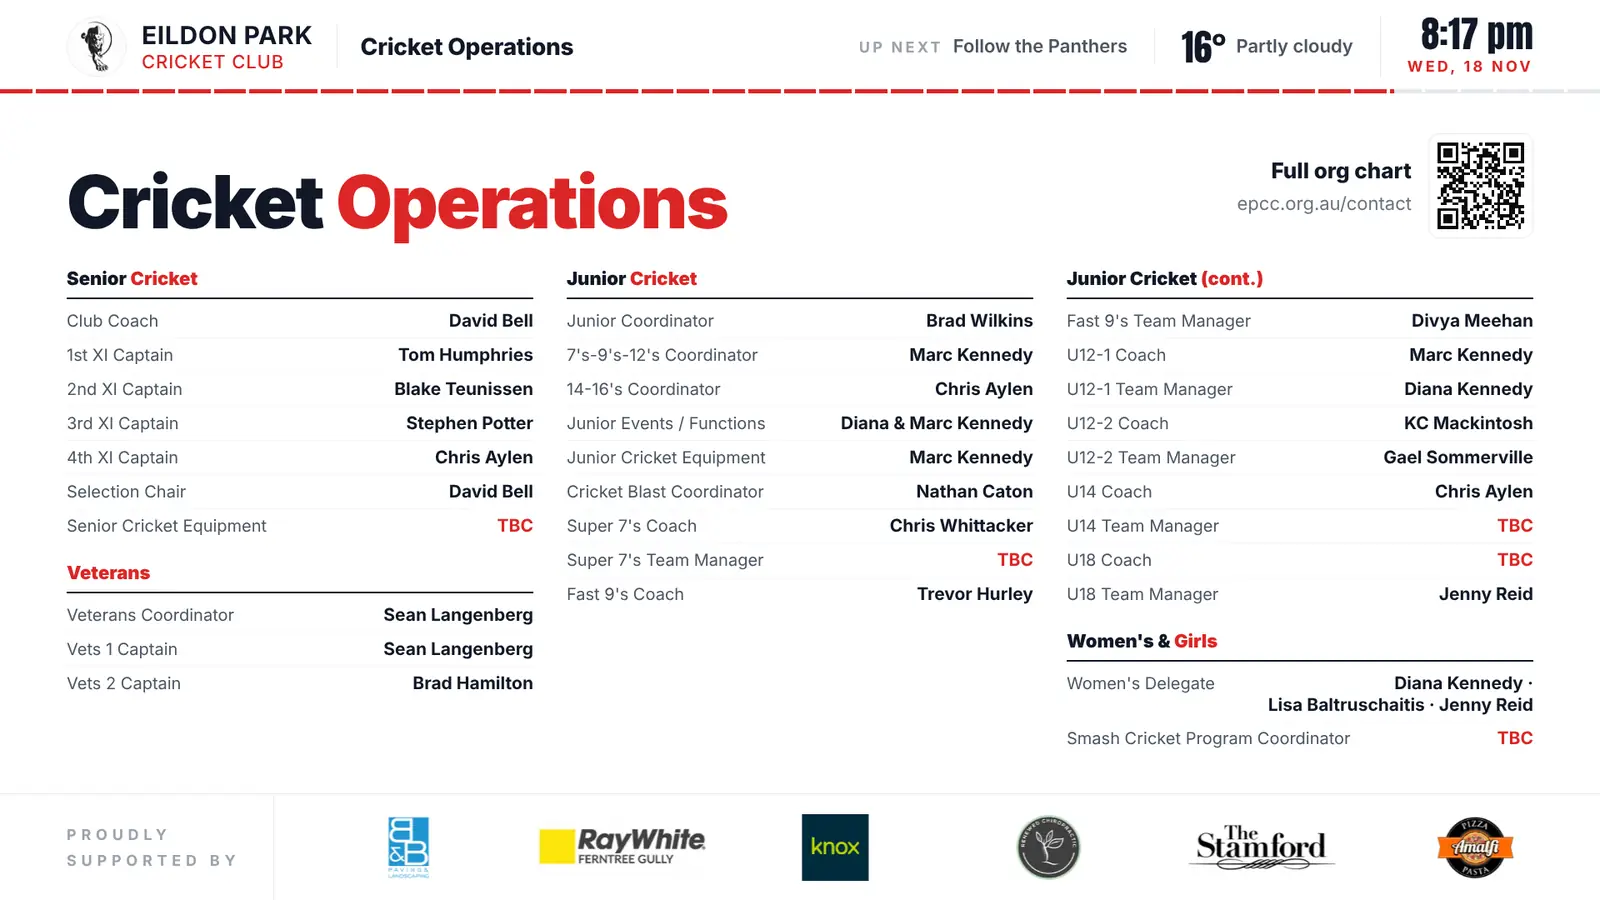 EILDON PARK
CRICKET CLUB
Cricket Operations
UP NEXT Follow the Panthers
16° Partly cloudy
8:17 pm
WED, 18 NOV
Cricket Operations
Full org chart
epcc.org.au/contact
Senior Cricket
Club Coach David Bell
1st XI Captain Tom Humphries
2nd XI Captain Blake Teunissen
3rd XI Captain Stephen Potter
4th XI Captain Chris Aylen
Selection Chair David Bell
Senior Cricket Equipment TBC
Veterans
Veterans Coordinator Sean Langenberg
Vets 1 Captain Sean Langenberg
Vets 2 Captain Brad Hamilton
Junior Cricket
Junior Coordinator Brad Wilkins
7's-9's-12's Coordinator Marc Kennedy
14-16's Coordinator Chris Aylen
Junior Events / Functions Diana & Marc Kennedy
Junior Cricket Equipment Marc Kennedy
Cricket Blast Coordinator Nathan Caton
Super 7's Coach Chris Whittacker
Super 7's Team Manager TBC
Fast 9's Coach Trevor Hurley
Junior Cricket (cont.)
Fast 9's Team Manager Divya Meehan
U12-1 Coach Marc Kennedy
U12-1 Team Manager Diana Kennedy
U12-2 Coach KC Mackintosh
U12-2 Team Manager Gael Sommerville
U14 Coach Chris Aylen
U14 Team Manager TBC
U18 Coach TBC
U18 Team Manager Jenny Reid
Women's & Girls
Women's Delegate Diana Kennedy ·
Lisa Baltruschaitis · Jenny Reid
Smash Cricket Program Coordinator TBC
PROUDLY
SUPPORTED BY
B&B
PAVING &
LANDSCAPING
RayWhite.
FERNTREE GULLY
knox
RENEWED CHIROPRACTIC
The
Stamford
PIZZA
Amalfi
PASTA